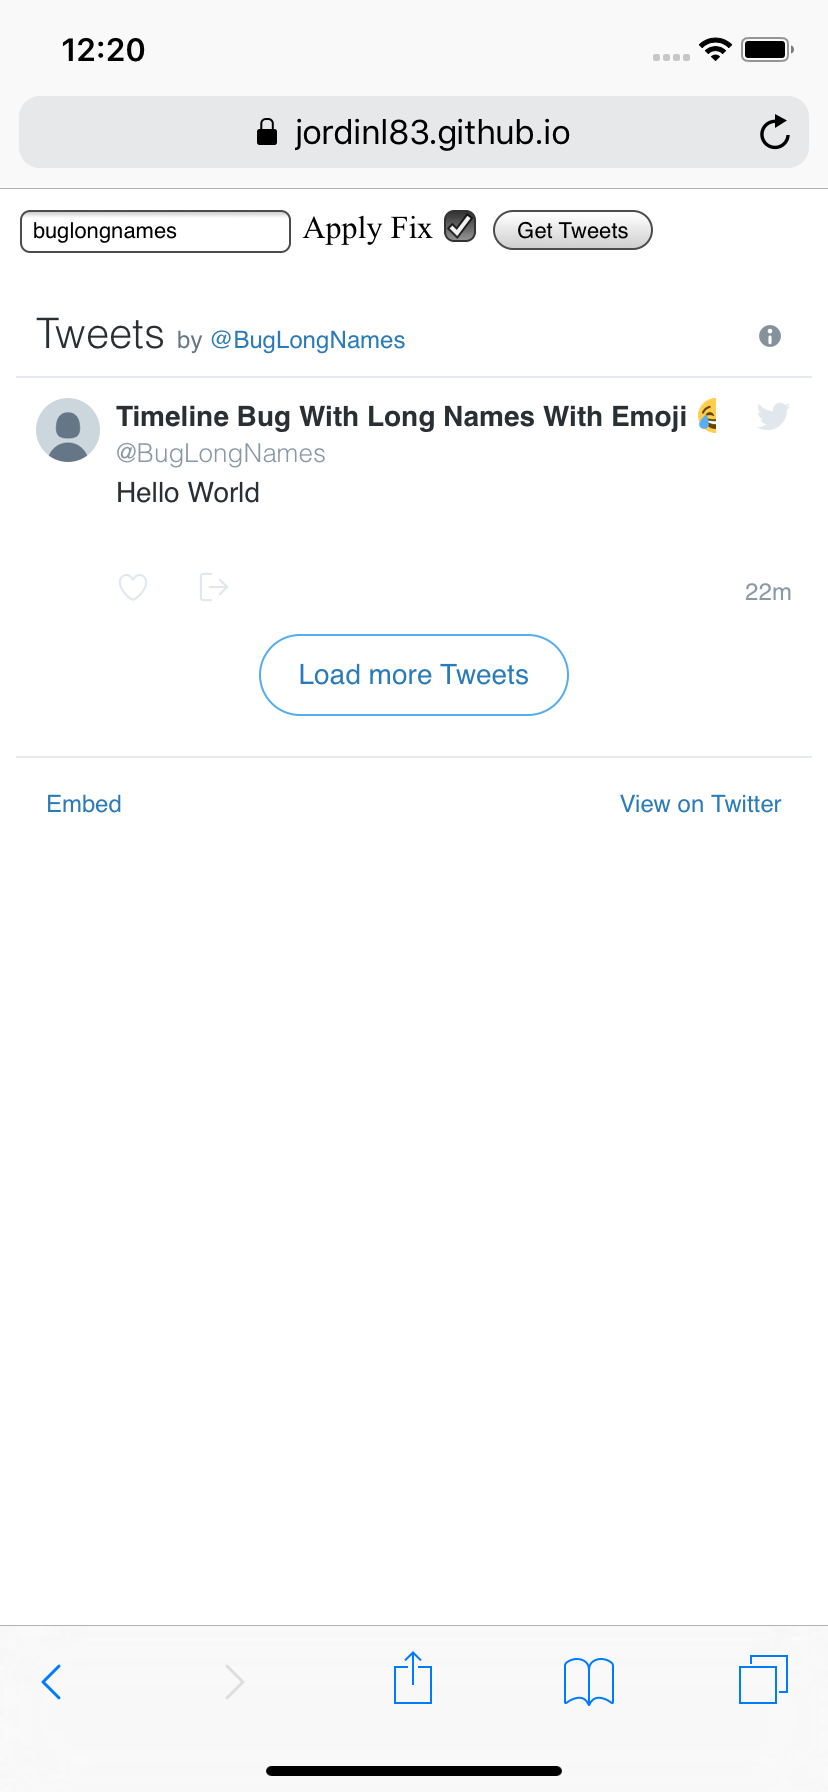 12:20
jordinl83.github.io
buglongnames Apply Fix Get Tweets
Tweets by @BugLongNames
Timeline Bug With Long Names With Emoji
@BugLongNames
Hello World
22m
Load more Tweets
Embed View on Twitter